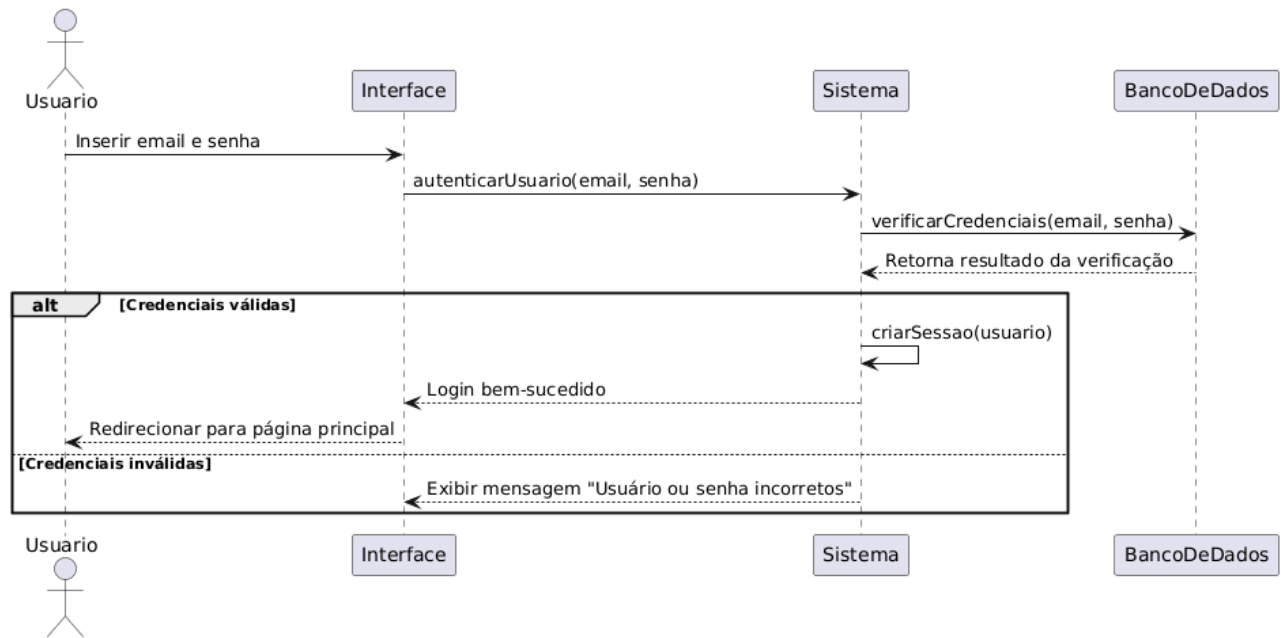 Usuario
Interface
Sistema
BancoDeDados
Inserir email e senha
autenticarUsuario(email, senha)
verificarCredenciais(email, senha)
Retorna resultado da verificação
alt
[Credenciais válidas]
criarSessao(usuario)
Login bem-sucedido
Redirecionar para página principal
[Credenciais inválidas]
Exibir mensagem "Usuário ou senha incorretos"
Usuario
Interface
Sistema
BancoDeDados